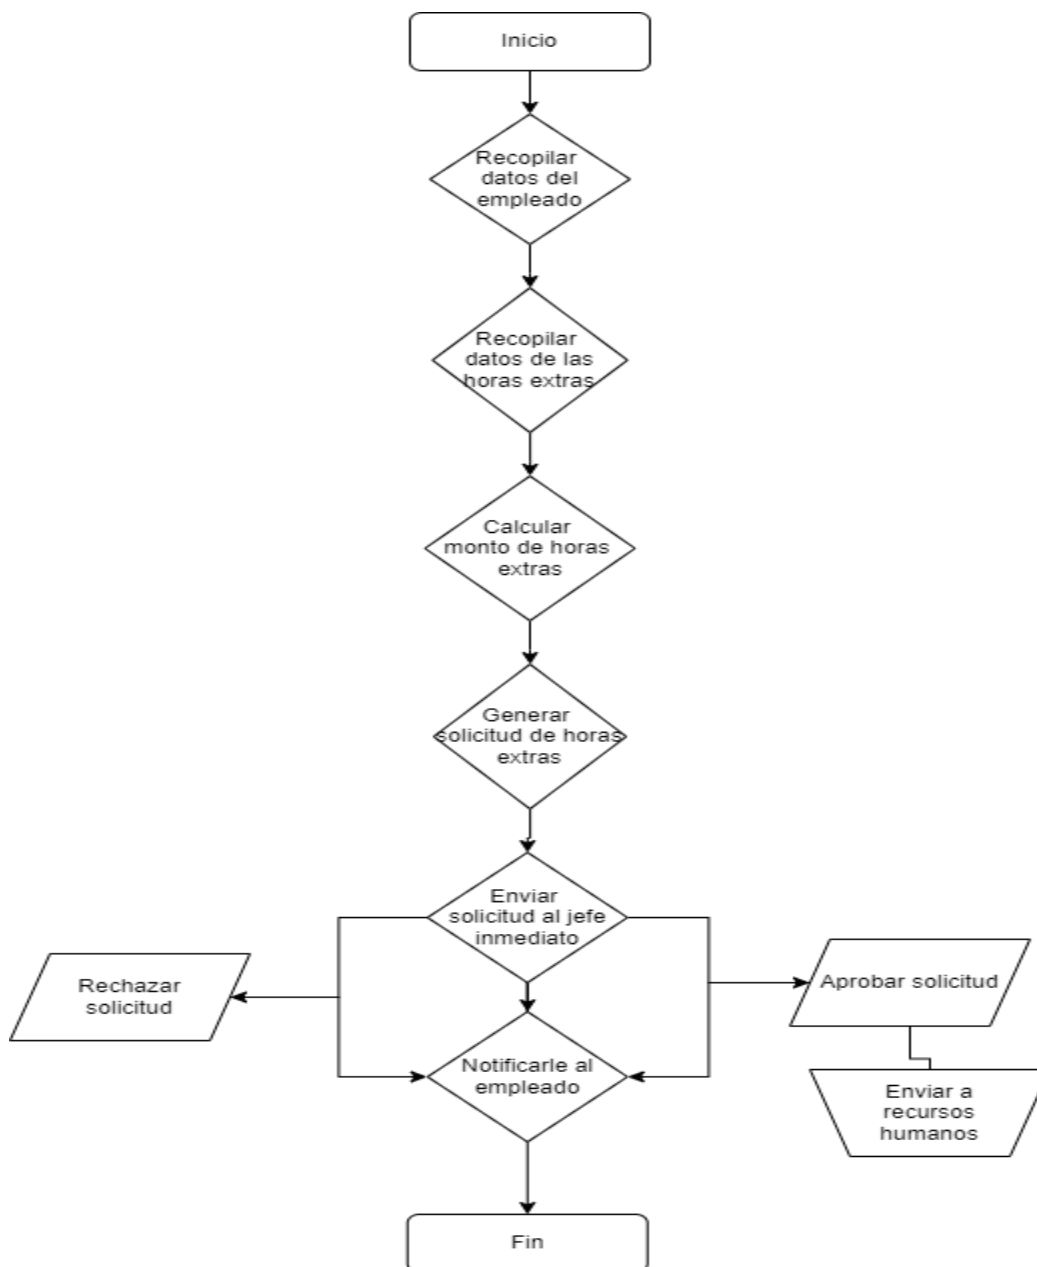 Inicio
Recopilar
datos del
empleado
Recopilar
datos de las
horas extras
Calcular
monto de horas
extras
Generar
solicitud de horas
extras
Enviar
solicitud al jefe
inmediato
Rechazar
solicitud
Aprobar solicitud
Notificarle al
empleado
Enviar a
recursos
humanos
Fin